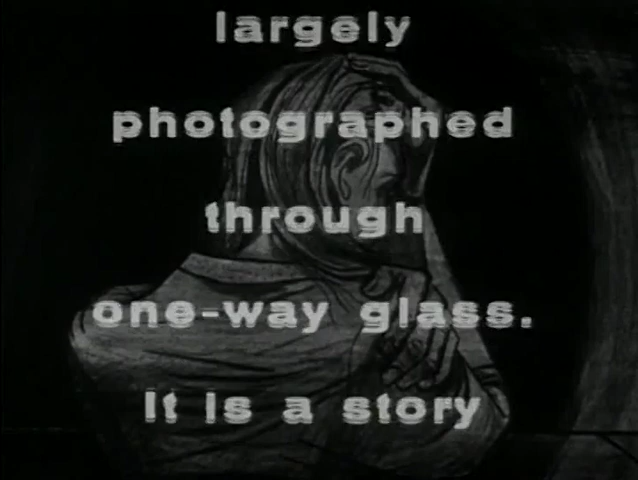 largely
photographed
through
one-way glass.
It is a story